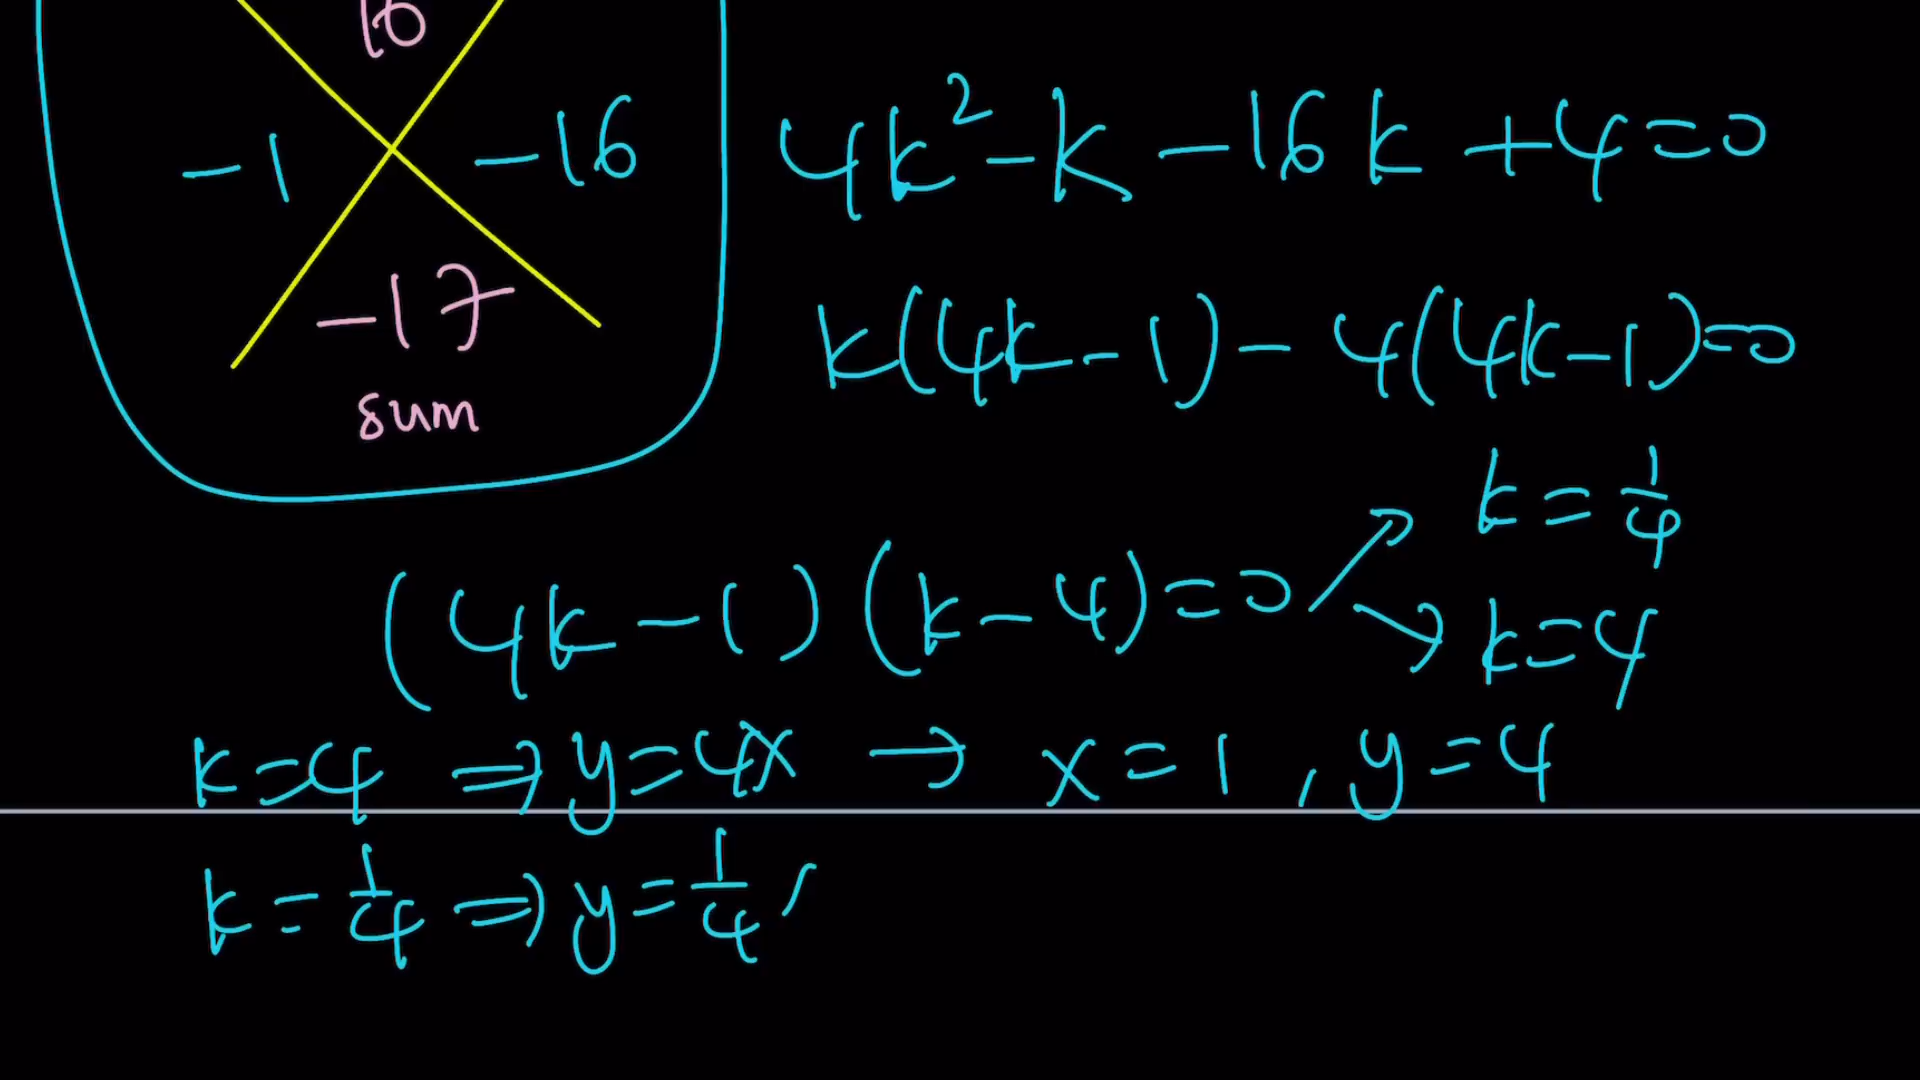 16
-1 -16
-17
sum
4k² - k - 16k + 4 = 0
k(4k - 1) - 4(4k - 1) = 0
(4k - 1)(k - 4) = 0
k = 1/4
k = 4
k = 4 ⇒ y = 4x → x = 1, y = 4
k = 1/4 ⇒ y = 1/4